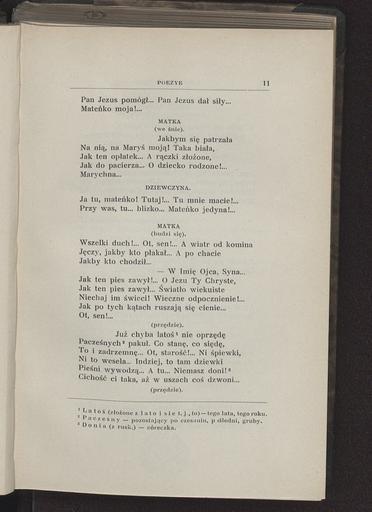 POEZYE 11
Pan Jezus pomógł... Pan Jezus dał siły...
Mateńko moja!...
MATKA
(we śnie).
Jakbym się patrzała
Na nią, na Maryś moją! Taka biała,
Jak ten opłatek... A rączki złożone,
Jak do pacierza... O dziecko rodzone!...
Marychna...
DZIEWCZYNA.
Ja tu, mateńko! Tutaj!... Tu mnie macie!...
Przy was, tu... blizko... Mateńko jedyna!...
MATKA
(budzi się).
Wszelki duch!... Ot, sen!... A wiatr od komina
Jęczy, jakby kto płakał... A po chacie
Jakby kto chodził...
— W Imię Ojca, Syna...
Jak ten pies zawył!... O Jezu Ty Chryste,
Jak ten pies zawył... Światło wiekuiste
Niechaj im świeci! Wieczne odpocznienie!...
Jak po tych kątach ruszają się cienie...
Ot, sen!...
(przędzie).
Już chyba latoś¹ nie oprzędę
Pacześnych² pakuł. Co stanę, co siędę,
To i zadrzemnę... Ot, starość!... Ni śpiewki,
Ni to wesela... Indziej, to tam dziewki
Pieśni wywodzą... A tu... Niemasz doni!³
Cichość ci taka, aż w uszach coś dzwoni...
(przędzie).
¹ Latoś (złożone z lato i sie t. j., to) — tego lata, tego roku.
² Paczesny — pozostający po czesaniu, pośledni, gruby.
³ Donia (z rusk.) — córeczka.